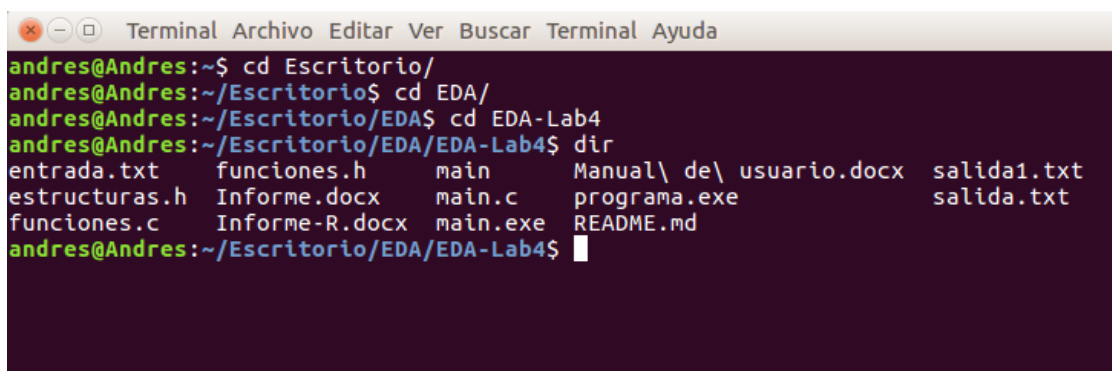 Terminal Archivo Editar Ver Buscar Terminal Ayuda
andres@Andres:~$ cd Escritorio/
andres@Andres:~/Escritorio$ cd EDA/
andres@Andres:~/Escritorio/EDA$ cd EDA-Lab4
andres@Andres:~/Escritorio/EDA/EDA-Lab4$ dir
entrada.txt    funciones.h     main      Manual\ de\ usuario.docx  salida1.txt
estructuras.h  Informe.docx    main.c    programa.exe              salida.txt
funciones.c    Informe-R.docx  main.exe  README.md
andres@Andres:~/Escritorio/EDA/EDA-Lab4$